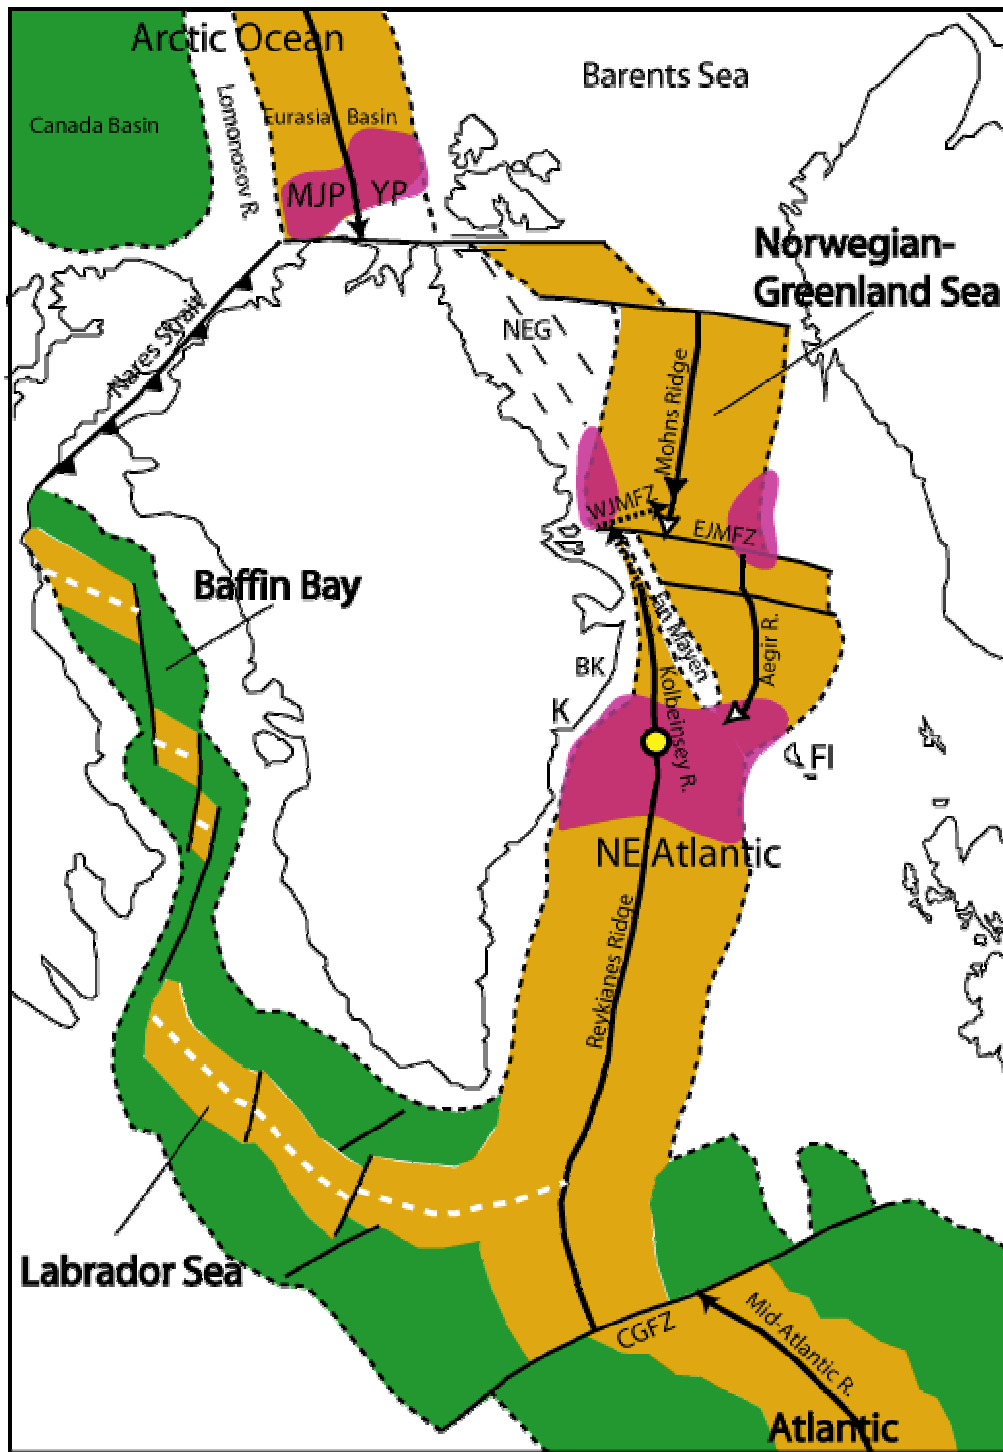 Arctic Ocean
Barents Sea
Canada Basin
Lomonosov R.
Eurasia Basin
MJP YP
Norwegian-
Greenland Sea
Nares Strait
NEG
Mohns Ridge
WJMFZ
EJMFZ
Baffin Bay
Jan Mayen
Aegir R.
BK
K
Kolbeinsey R.
FI
NE Atlantic
Reykjanes Ridge
Labrador Sea
CGFZ
Mid-Atlantic R.
Atlantic